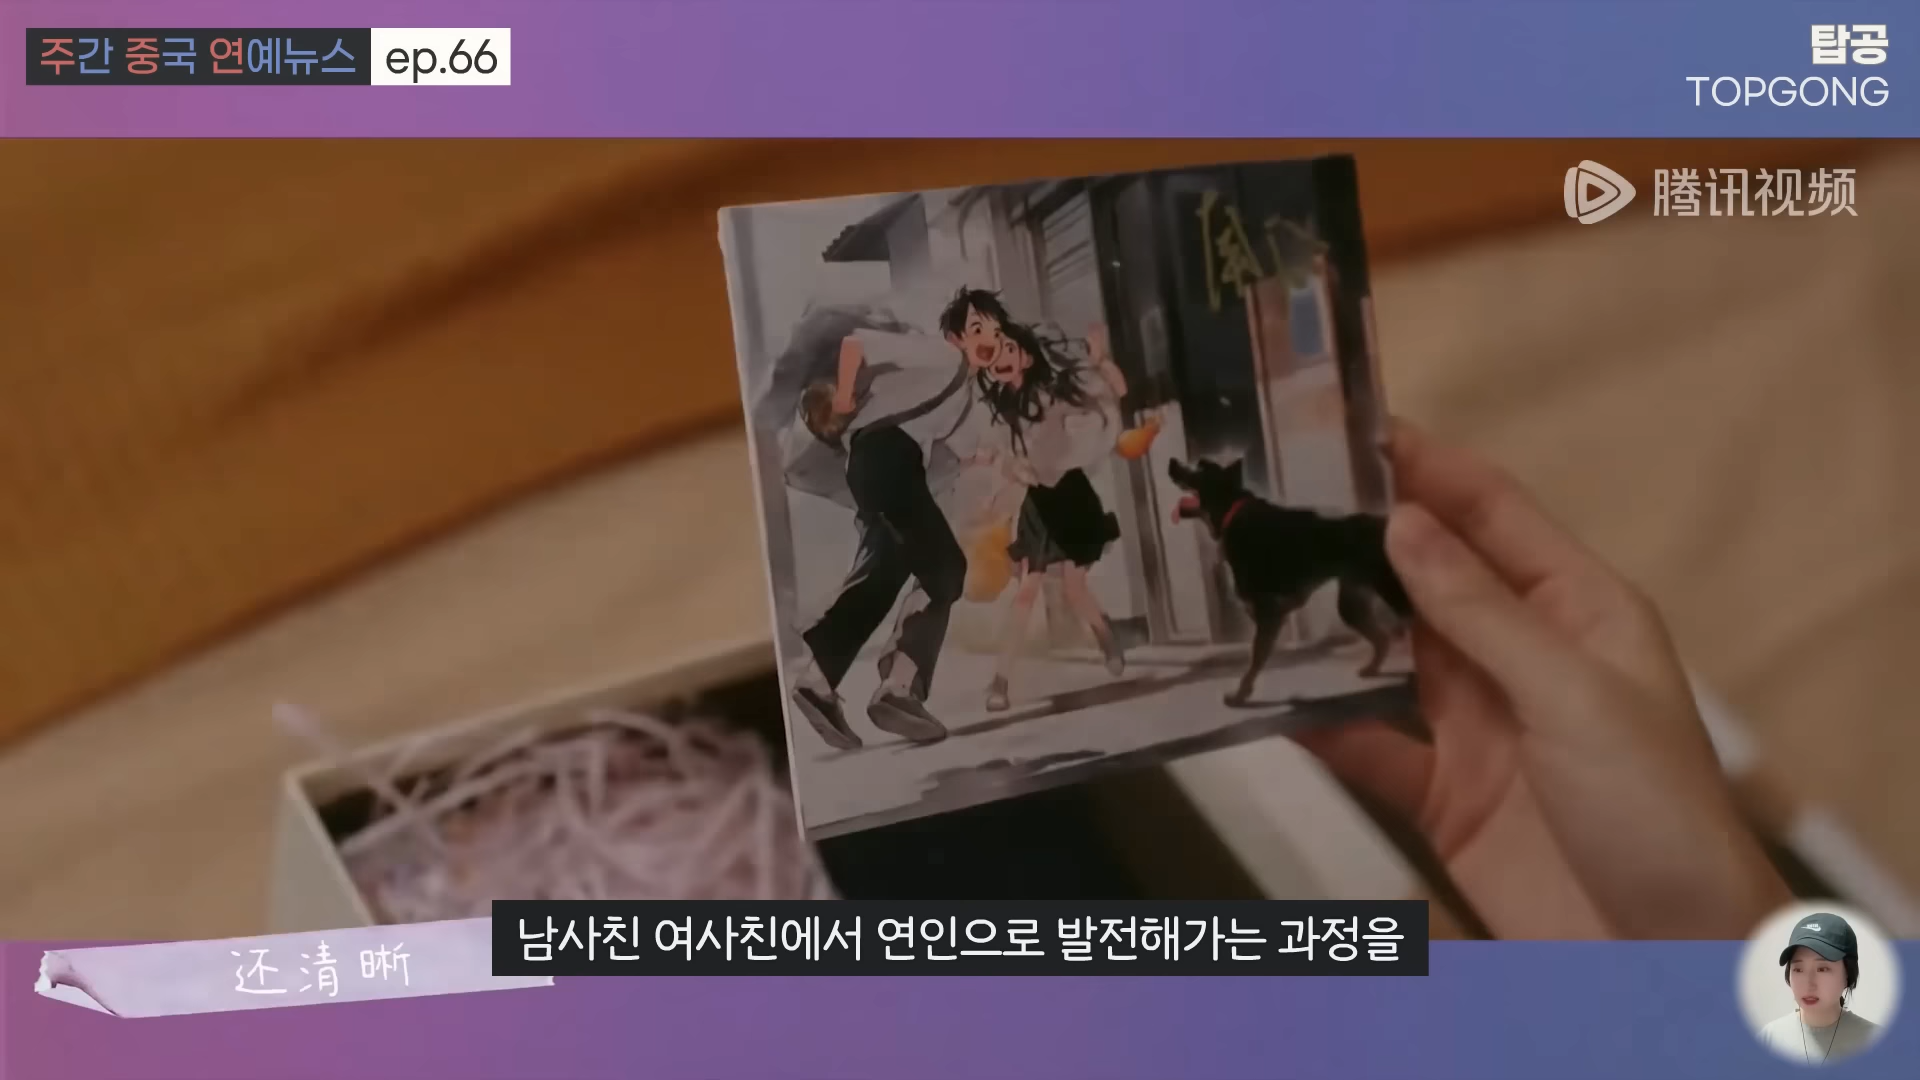 주간 중국 연예뉴스 ep.66
탑공
TOPGONG
腾讯视频
남사친 여사친에서 연인으로 발전해가는 과정을
还清晰